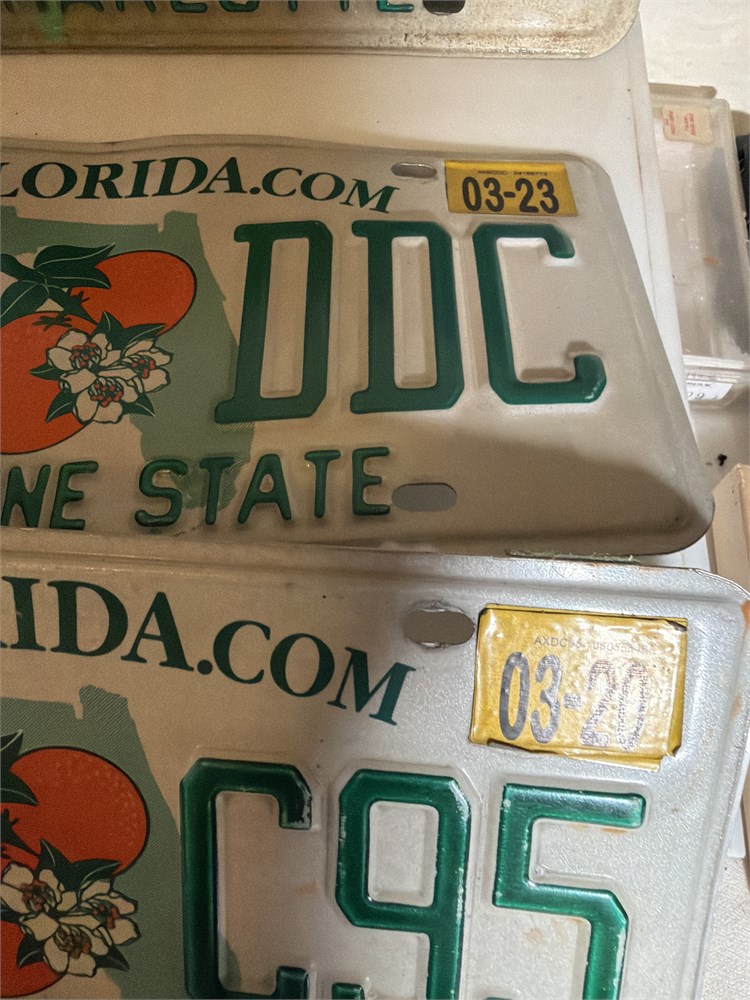 LORIDA.COM
03-23
DDC
NE STATE
RIDA.COM
03-20
C95